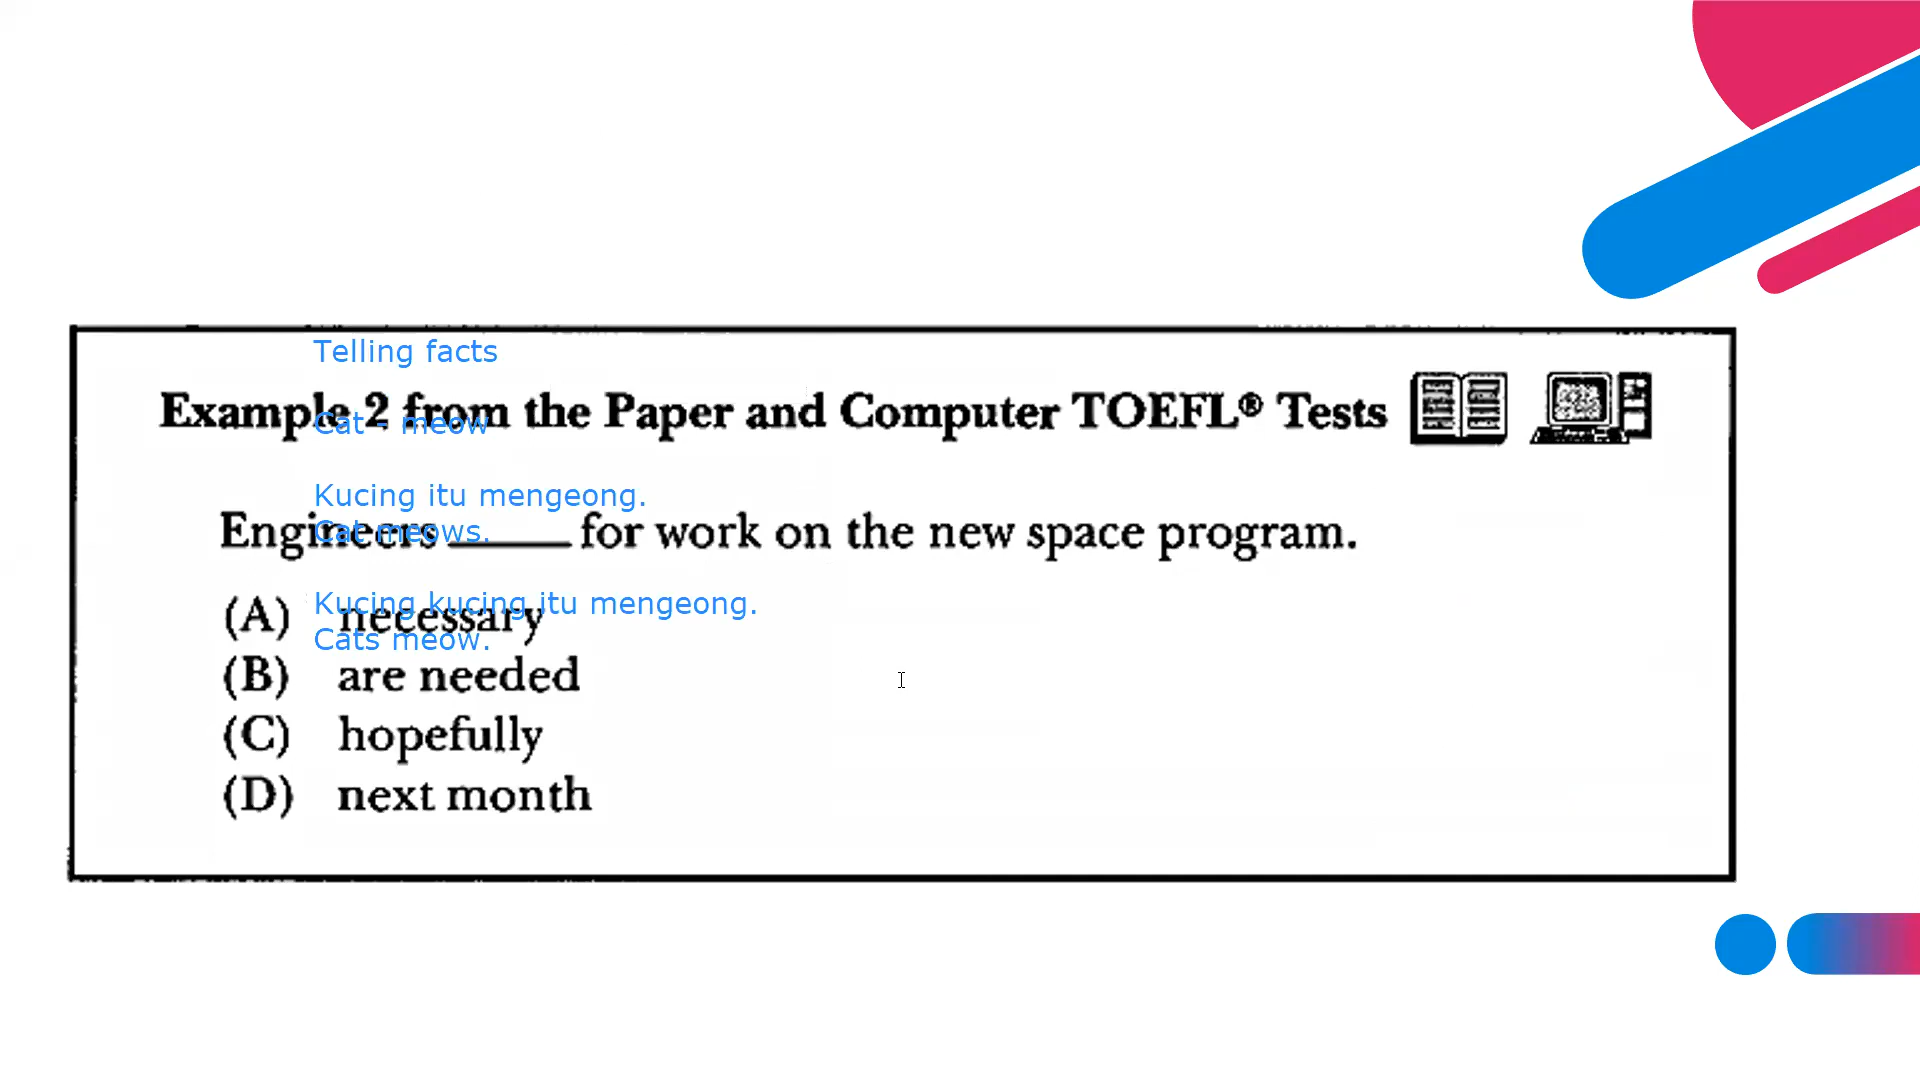 Telling facts
Example 2 from the Paper and Computer TOEFL® Tests
Cat - meow
Kucing itu mengeong.
Cat meows.
Engineers _____ for work on the new space program.
Kucing kucing itu mengeong.
(A) necessary
Cats meow.
(B) are needed
(C) hopefully
(D) next month